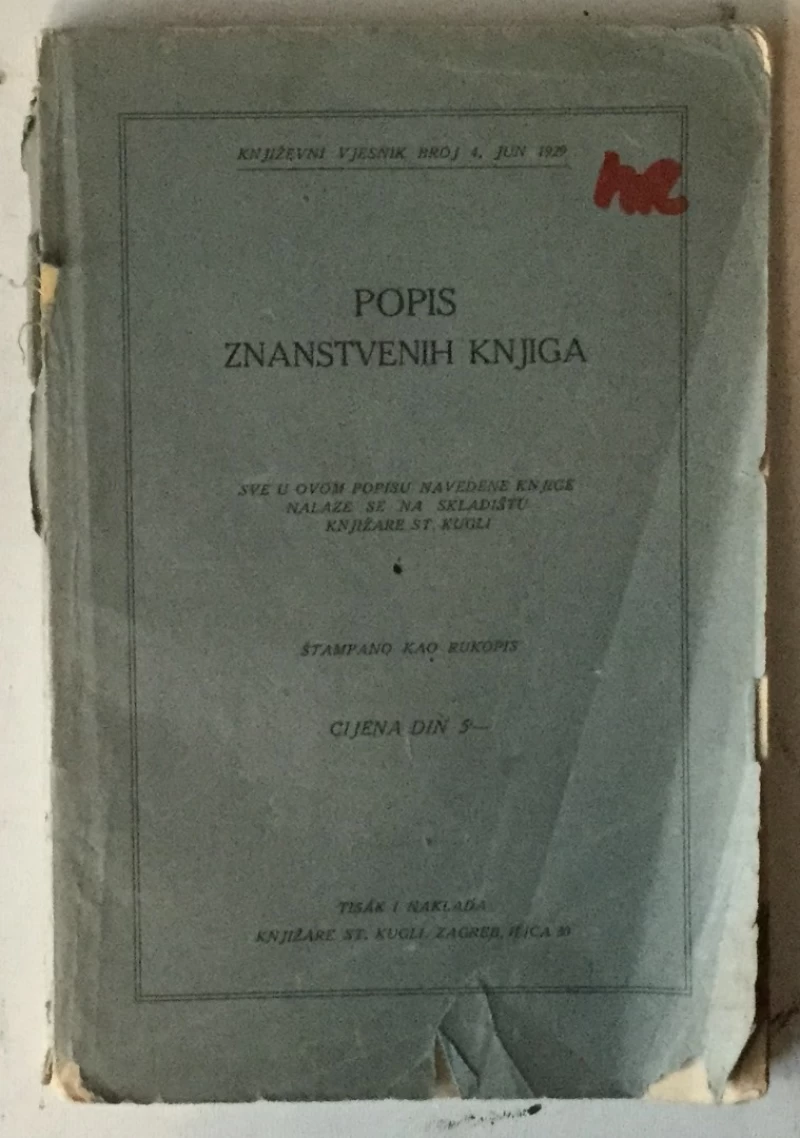 KNJIŽEVNI VJESNIK BROJ 4, JUN 1929
POPIS
ZNANSTVENIH KNJIGA
SVE U OVOM POPISU NAVEDENE KNJIGE
NALAZE SE NA SKLADIŠTU
KNJIŽARE ST. KUGLI
ŠTAMPANO KAO RUKOPIS
CIJENA DIN 5—
TISAK I NAKLADA
KNJIŽARE ST. KUGLI, ZAGREB, ILICA 30